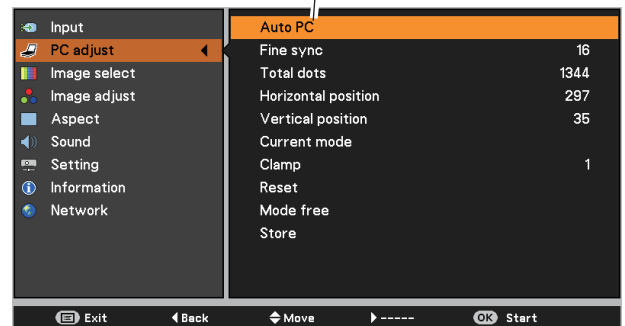 Input
PC adjust
Image select
Image adjust
Aspect
Sound
Setting
Information
Network
Auto PC
Fine sync 16
Total dots 1344
Horizontal position 297
Vertical position 35
Current mode
Clamp 1
Reset
Mode free
Store
Exit Back Move ----- OK Start